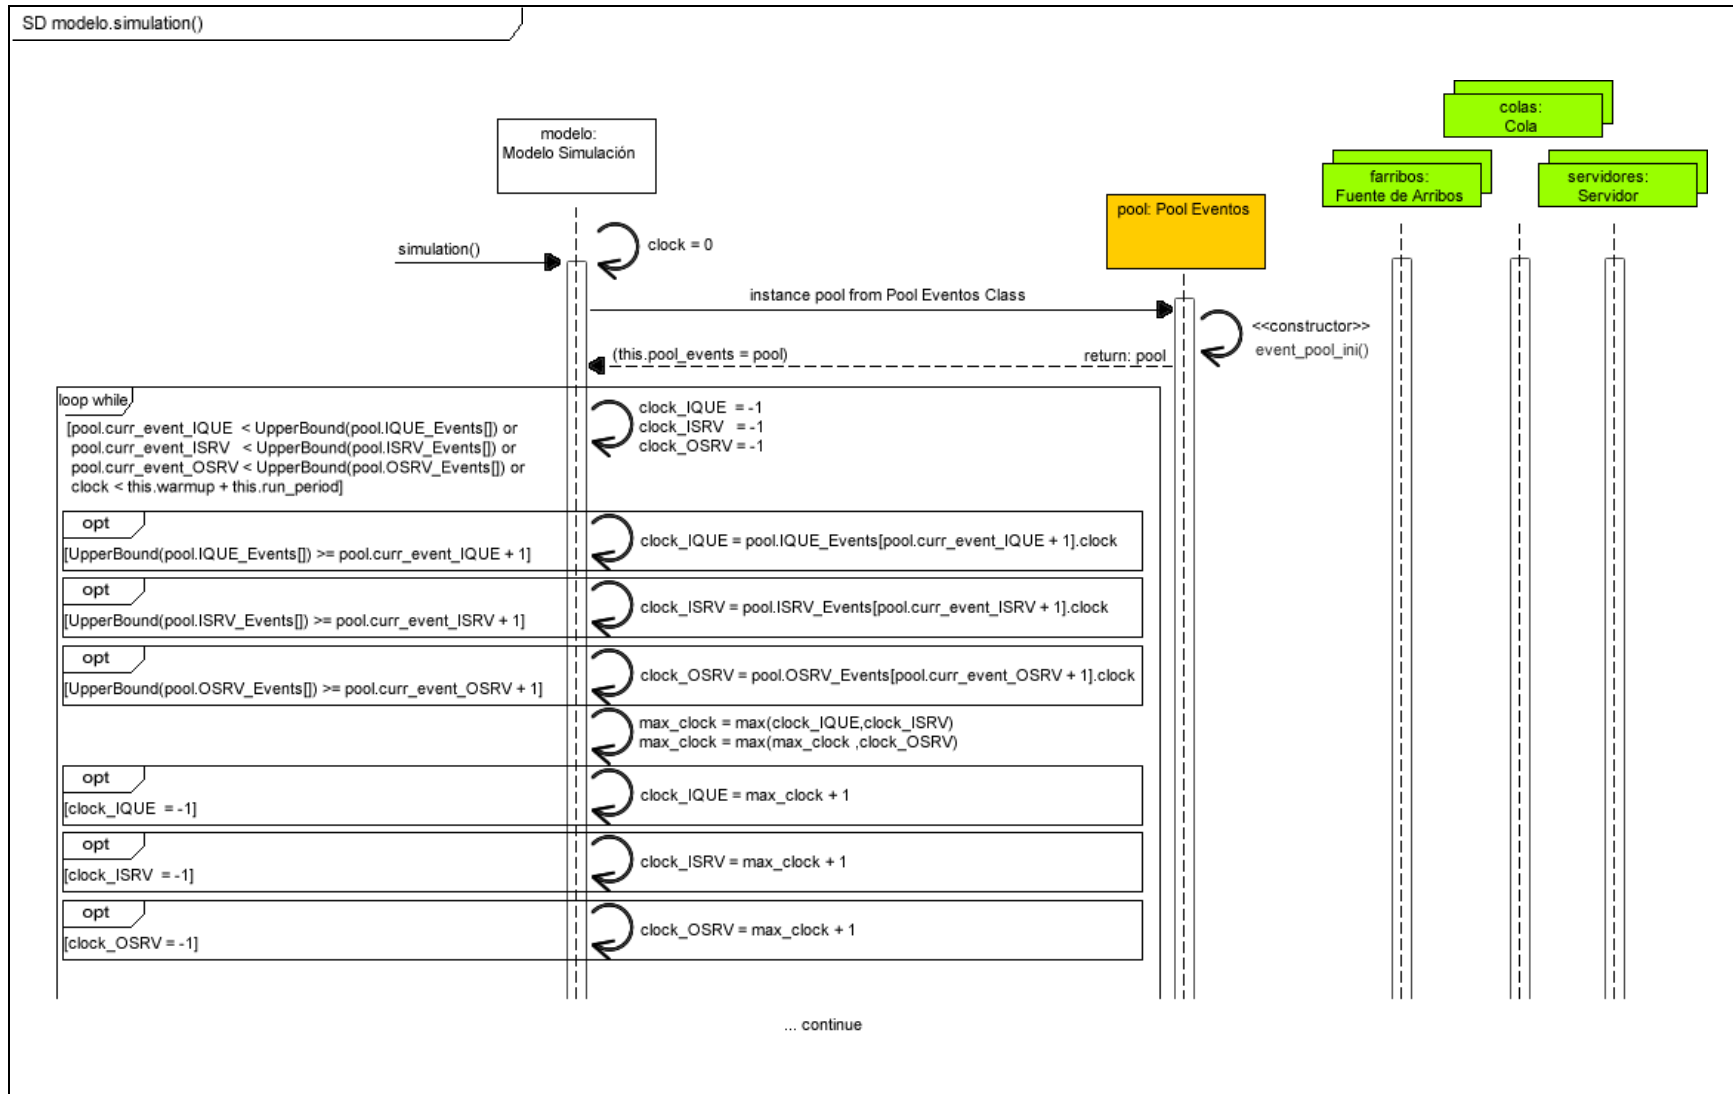 SD modelo.simulation()
colas:
Cola
modelo:
Modelo Simulación
farribos:
Fuente de Arribos
servidores:
Servidor
pool: Pool Eventos
simulation()
clock = 0
instance pool from Pool Eventos Class
<<constructor>>
event_pool_ini()
(this.pool_events = pool)
return: pool
loop while
[pool.curr_event_IQUE < UpperBound(pool.IQUE_Events[]) or
pool.curr_event_ISRV < UpperBound(pool.ISRV_Events[]) or
pool.curr_event_OSRV < UpperBound(pool.OSRV_Events[]) or
clock < this.warmup + this.run_period]
clock_IQUE = -1
clock_ISRV = -1
clock_OSRV = -1
opt
[UpperBound(pool.IQUE_Events[]) >= pool.curr_event_IQUE + 1]
clock_IQUE = pool.IQUE_Events[pool.curr_event_IQUE + 1].clock
opt
[UpperBound(pool.ISRV_Events[]) >= pool.curr_event_ISRV + 1]
clock_ISRV = pool.ISRV_Events[pool.curr_event_ISRV + 1].clock
opt
[UpperBound(pool.OSRV_Events[]) >= pool.curr_event_OSRV + 1]
clock_OSRV = pool.OSRV_Events[pool.curr_event_OSRV + 1].clock
max_clock = max(clock_IQUE,clock_ISRV)
max_clock = max(max_clock ,clock_OSRV)
opt
[clock_IQUE = -1]
clock_IQUE = max_clock + 1
opt
[clock_ISRV = -1]
clock_ISRV = max_clock + 1
opt
[clock_OSRV = -1]
clock_OSRV = max_clock + 1
... continue